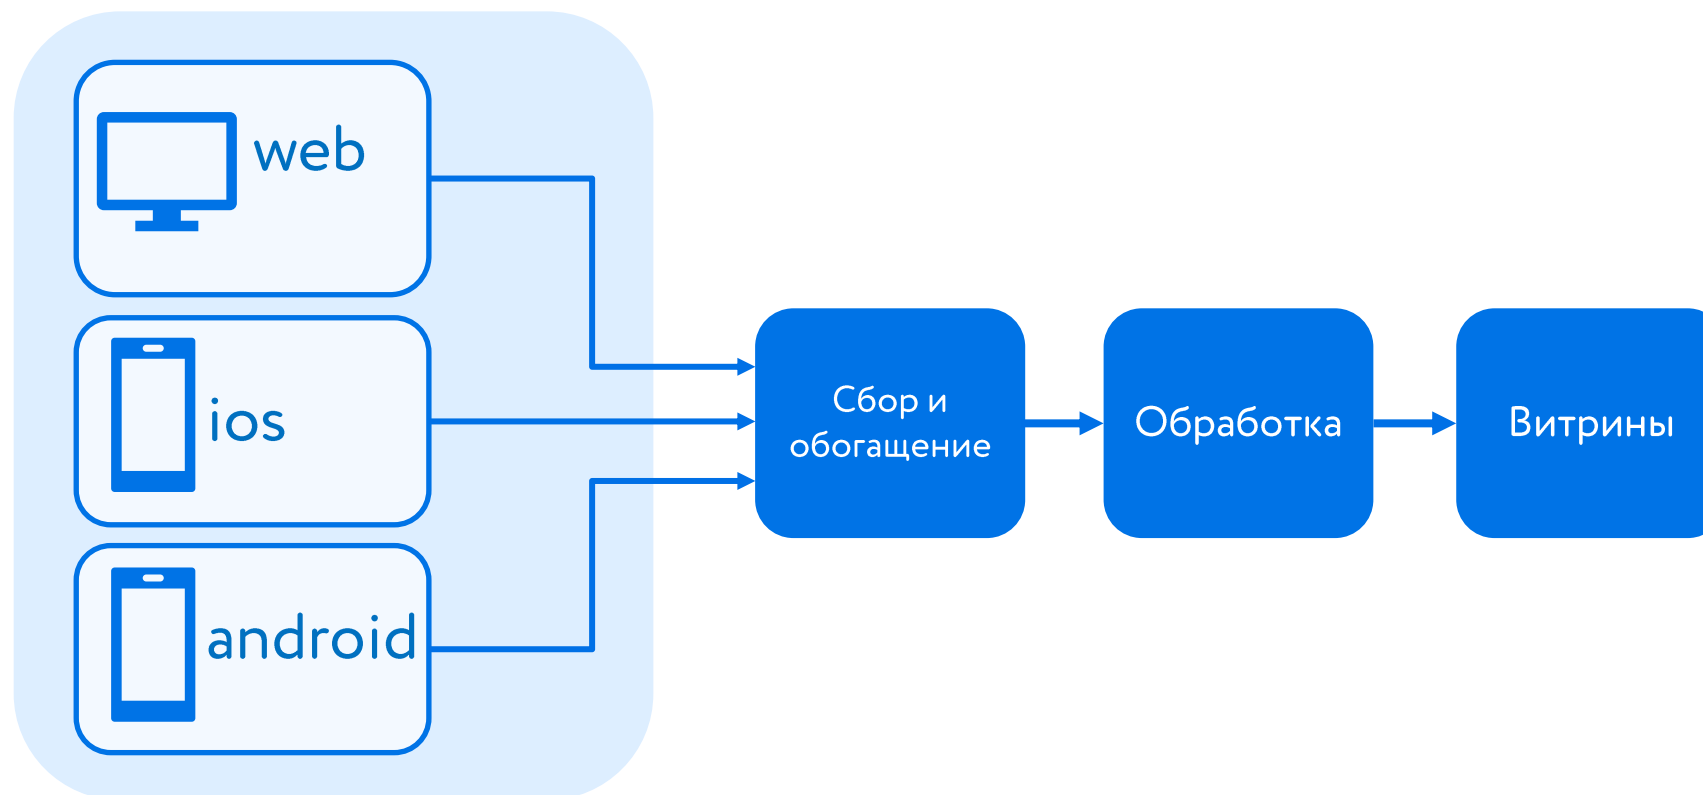 web
ios
android
Сбор и
обогащение
Обработка
Витрины